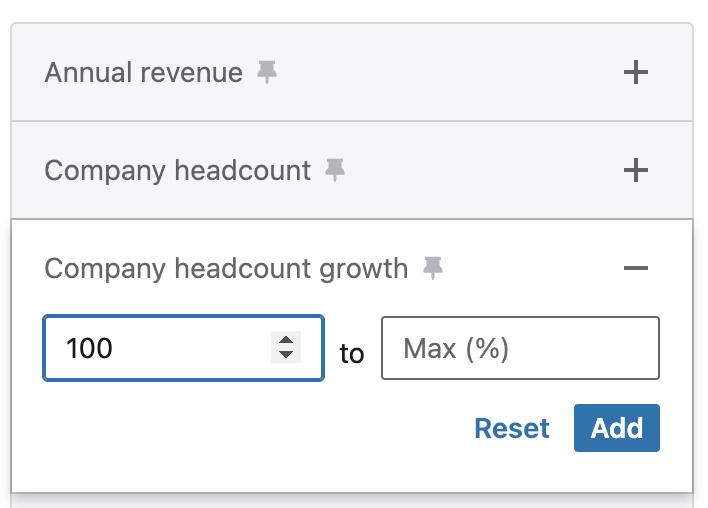 Annual revenue
Company headcount
Company headcount growth
100 to Max (%)
Reset Add